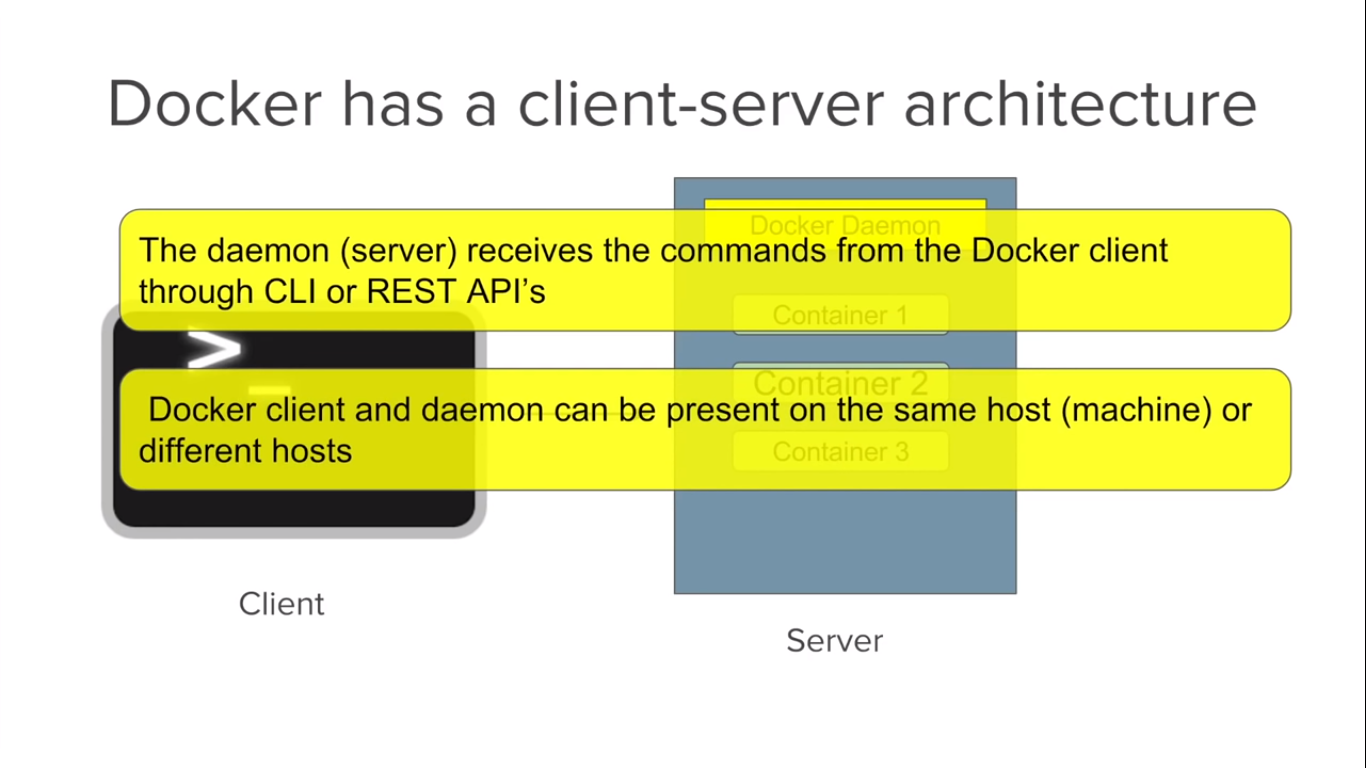 Docker has a client-server architecture
Docker Daemon
The daemon (server) receives the commands from the Docker client
through CLI or REST API’s
Container 1
>_
Container 2
Docker client and daemon can be present on the same host (machine) or
different hosts
Container 3
Client
Server